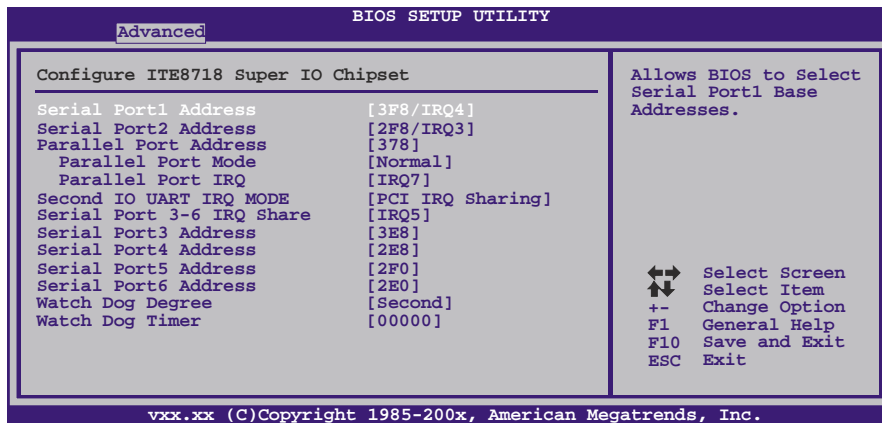 BIOS SETUP UTILITY
Advanced
Configure ITE8718 Super IO Chipset
Serial Port1 Address [3F8/IRQ4]
Serial Port2 Address [2F8/IRQ3]
Parallel Port Address [378]
Parallel Port Mode [Normal]
Parallel Port IRQ [IRQ7]
Second IO UART IRQ MODE [PCI IRQ Sharing]
Serial Port 3-6 IRQ Share [IRQ5]
Serial Port3 Address [3E8]
Serial Port4 Address [2E8]
Serial Port5 Address [2F0]
Serial Port6 Address [2E0]
Watch Dog Degree [Second]
Watch Dog Timer [00000]
Allows BIOS to Select
Serial Port1 Base
Addresses.
Select Screen
Select Item
+- Change Option
F1 General Help
F10 Save and Exit
ESC Exit
vxx.xx (C)Copyright 1985-200x, American Megatrends, Inc.